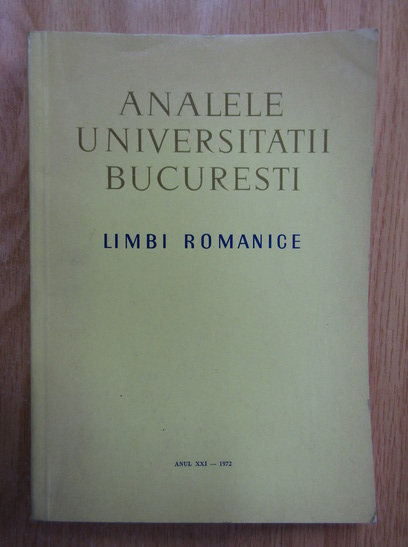 ANALELE
UNIVERSITATII
BUCURESTI
LIMBI ROMANICE
ANUL XXI — 1972